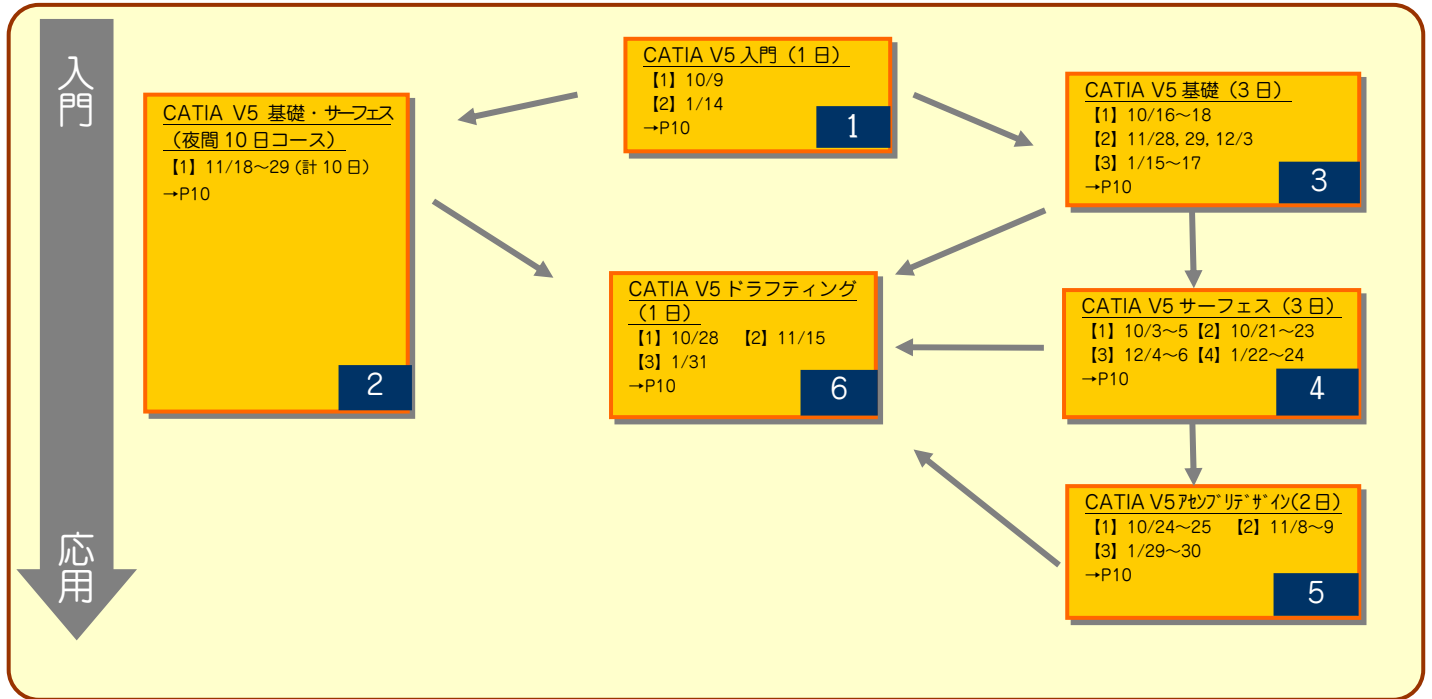 入門
応用
CATIA V5 入門（1 日）
【1】10/9
【2】1/14
→P10
1
CATIA V5 基礎・サーフェス
（夜間 10 日コース）
【1】11/18～29 (計 10 日)
→P10
2
CATIA V5 基礎（3 日）
【1】10/16～18
【2】11/28, 29, 12/3
【3】1/15～17
→P10
3
CATIA V5 サーフェス（3 日）
【1】10/3～5【2】10/21～23
【3】12/4～6【4】1/22～24
→P10
4
CATIA V5 ｱｾﾝﾌﾞﾘﾃﾞｻﾞｲﾝ(2 日)
【1】10/24～25 【2】11/8～9
【3】1/29～30
→P10
5
CATIA V5 ドラフティング
（1 日）
【1】10/28 【2】11/15
【3】1/31
→P10
6